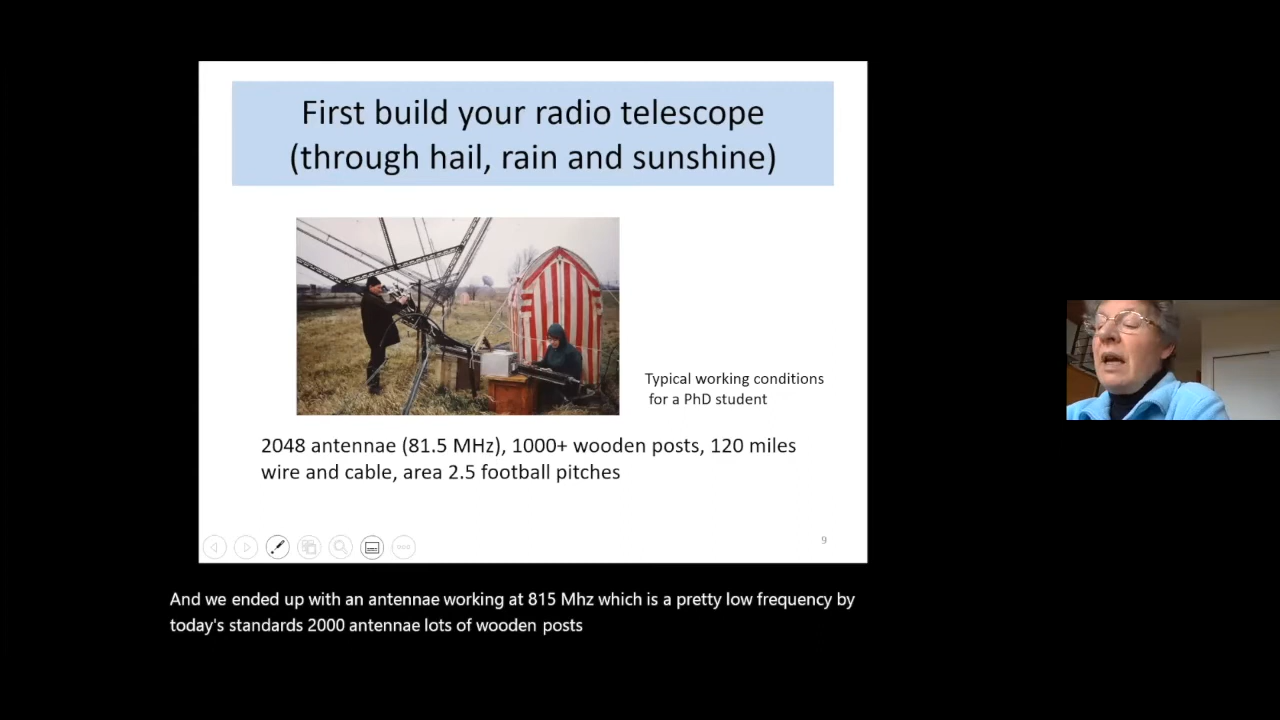 First build your radio telescope
(through hail, rain and sunshine)
Typical working conditions
for a PhD student
2048 antennae (81.5 MHz), 1000+ wooden posts, 120 miles
wire and cable, area 2.5 football pitches
9
And we ended up with an antennae working at 815 Mhz which is a pretty low frequency by
today's standards 2000 antennae lots of wooden posts